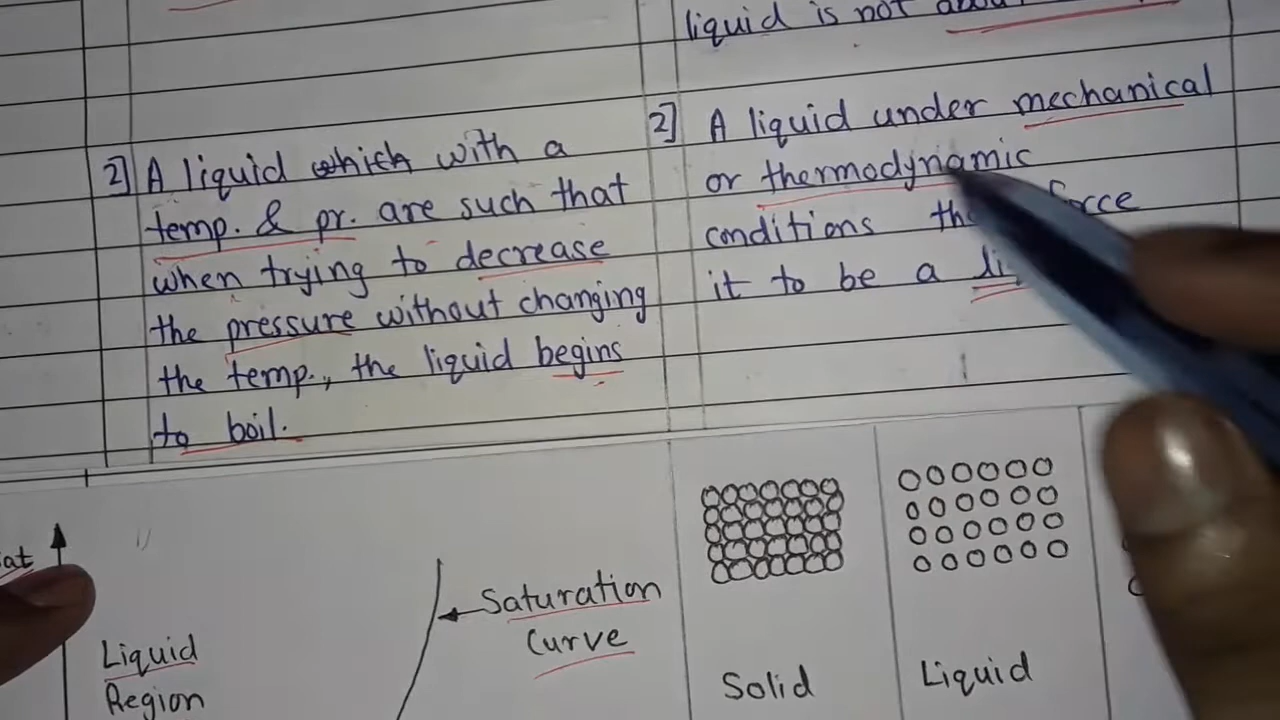 liquid is not
2] A liquid which with a
temp. & pr. are such that
when trying to decrease
the pressure without changing
the temp., the liquid begins
to boil.
2] A liquid under mechanical
or thermodynamic
conditions
it to be a
Saturation
Curve
Liquid
Region
Solid
Liquid